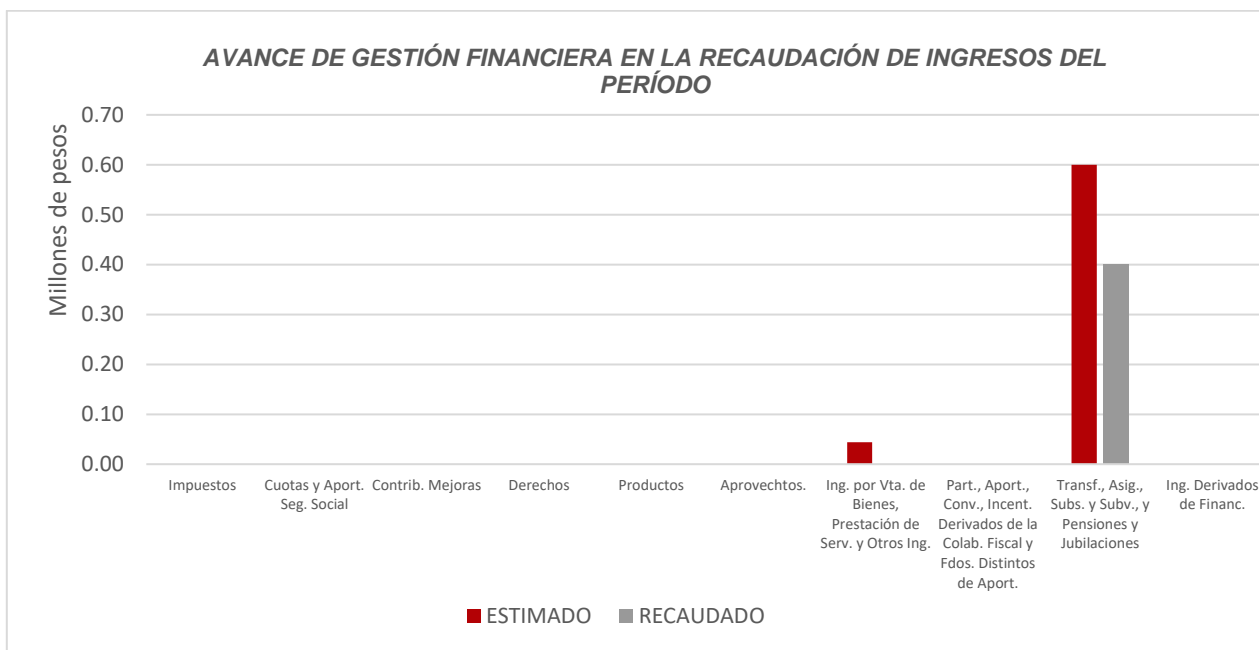 AVANCE DE GESTIÓN FINANCIERA EN LA RECAUDACIÓN DE INGRESOS DEL
PERÍODO
Millones de pesos
0.70
0.60
0.50
0.40
0.30
0.20
0.10
0.00
Impuestos
Cuotas y Aport.
Seg. Social
Contrib. Mejoras
Derechos
Productos
Aprovechtos.
Ing. por Vta. de
Bienes,
Prestación de
Serv. y Otros Ing.
Part., Aport.,
Conv., Incent.
Derivados de la
Colab. Fiscal y
Fdos. Distintos
de Aport.
Transf., Asig.,
Subs. y Subv., y
Pensiones y
Jubilaciones
Ing. Derivados
de Financ.
ESTIMADO
RECAUDADO